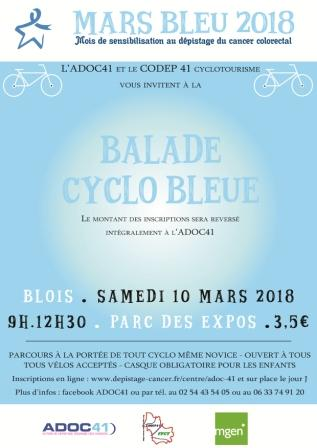 MARS BLEU 2018
Mois de sensibilisation au dépistage du cancer colorectal
L'ADOC41 ET LE CODEP 41 CYCLOTOURISME
VOUS INVITENT À LA
BALADE
CYCLO BLEUE
LE MONTANT DES INSCRIPTIONS SERA REVERSÉ
INTÉGRALEMENT À L'ADOC41
BLOIS . SAMEDI 10 MARS 2018
9H.12H30 . PARC DES EXPOS .3,5€
PARCOURS À LA PORTÉE DE TOUT CYCLO MÊME NOVICE - OUVERT À TOUS
TOUS VÉLOS ACCEPTÉS - CASQUE OBLIGATOIRE POUR LES ENFANTS
Inscriptions en ligne : www.depistage-cancer.fr/centre/adoc-41 et sur place le jour J
Plus d'infos : facebook ADOC41 ou par tél. au 02 54 43 54 05 ou au 06 33 74 91 20
ADOC41
FFCT
mgen